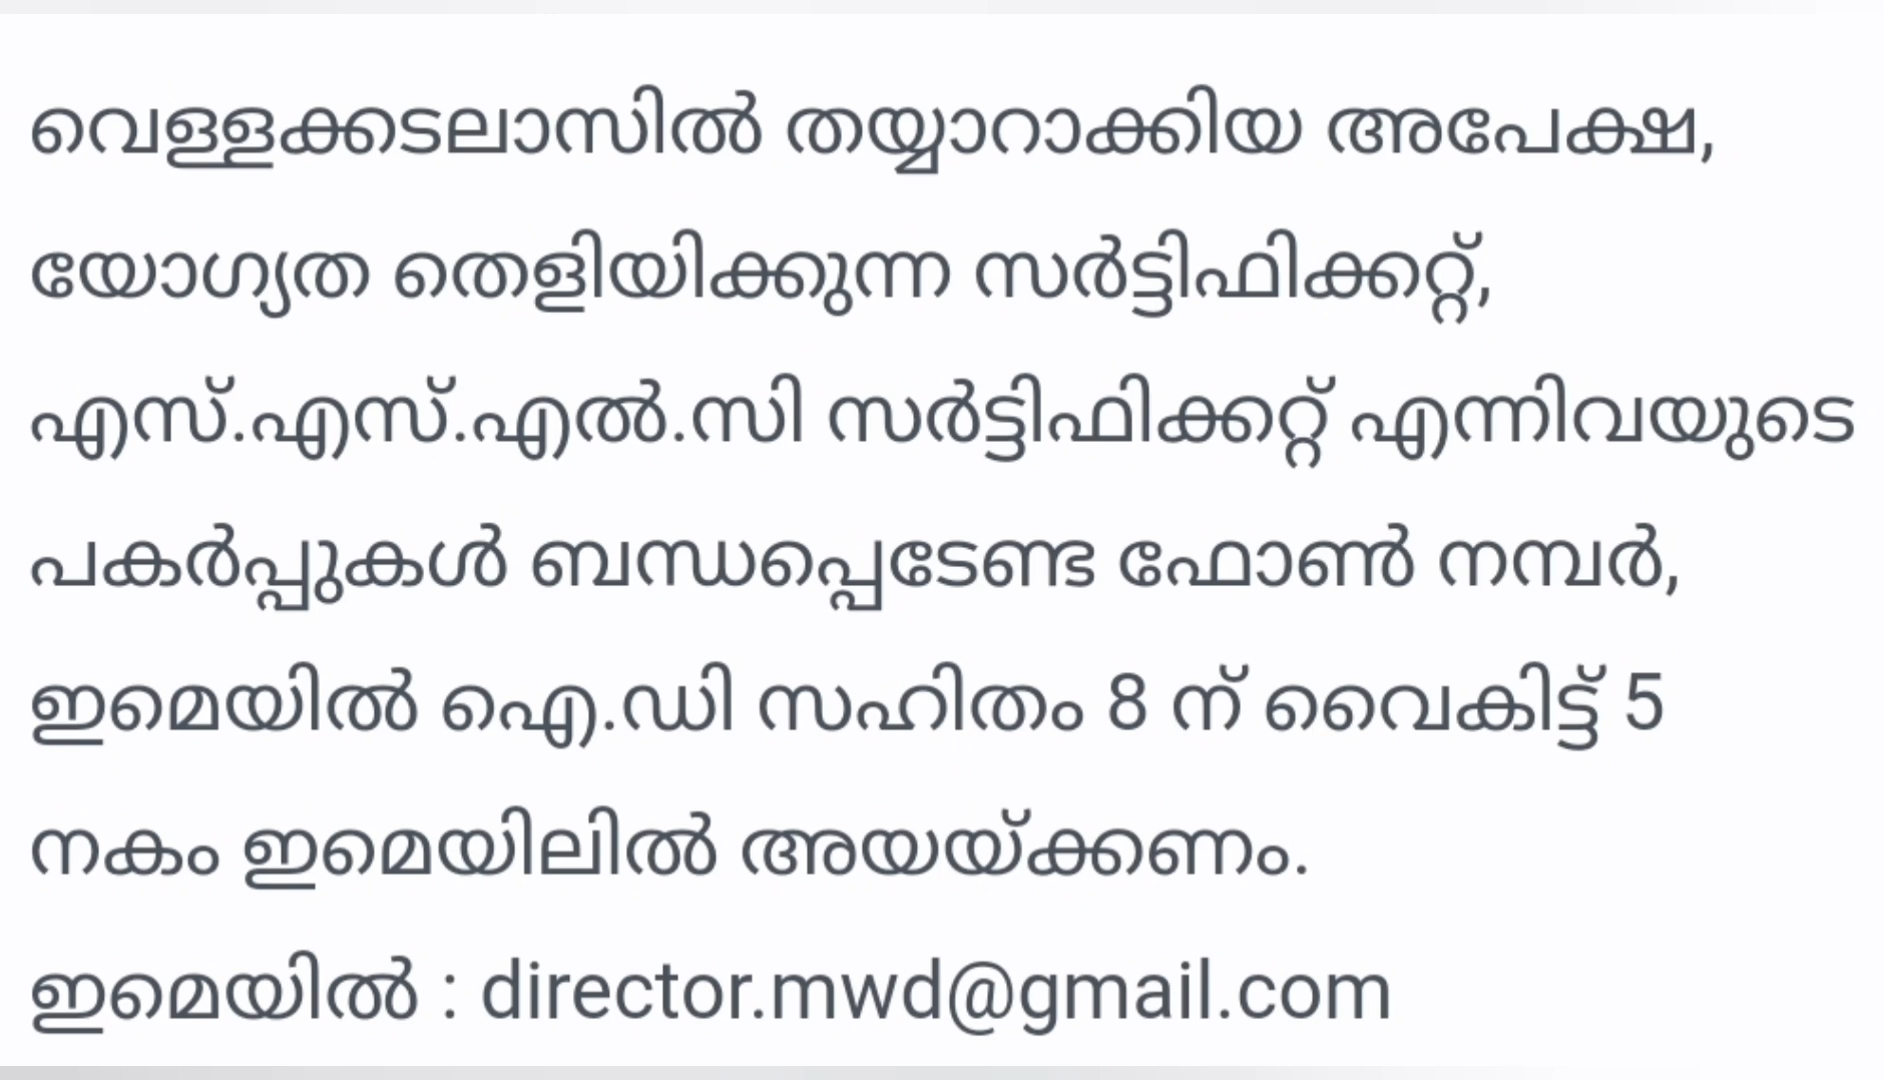 വെള്ളക്കടലാസിൽ തയ്യാറാക്കിയ അപേക്ഷ,
യോഗ്യത തെളിയിക്കുന്ന സർട്ടിഫിക്കറ്റ്,
എസ്.എസ്.എൽ.സി സർട്ടിഫിക്കറ്റ് എന്നിവയുടെ
പകർപ്പുകൾ ബന്ധപ്പെടേണ്ട ഫോൺ നമ്പർ,
ഇമെയിൽ ഐ.ഡി സഹിതം 8 ന് വൈകിട്ട് 5
നകം ഇമെയിലിൽ അയയ്ക്കണം.
ഇമെയിൽ : director.mwd@gmail.com